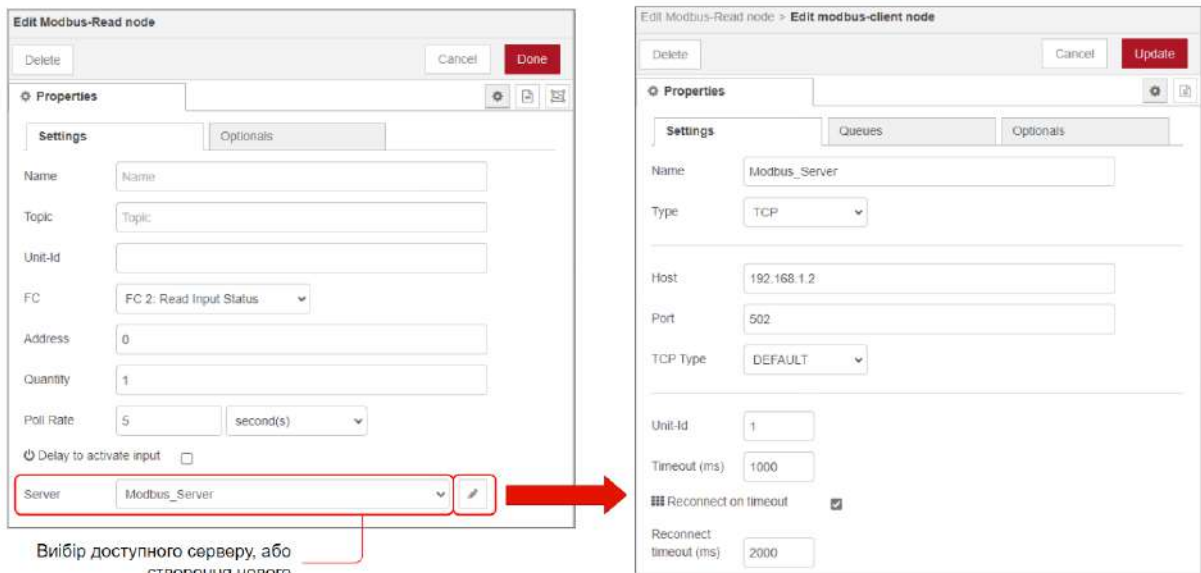 Edit Modbus-Read node
Delete
Cancel
Done
Properties
Settings
Optionals
Name
Name
Topic
Topic
Unit-Id
FC
FC 2: Read Input Status
Address
0
Quantity
1
Poll Rate
5
second(s)
Delay to activate input
Server
Modbus_Server
Виібір доступного серверу, або
створення нового
Edit Modbus-Read node > Edit modbus-client node
Delete
Cancel
Update
Properties
Settings
Queues
Optionals
Name
Modbus_Server
Type
TCP
Host
192.168.1.2
Port
502
TCP Type
DEFAULT
Unit-Id
1
Timeout (ms)
1000
Reconnect on timeout
Reconnect
timeout (ms)
2000